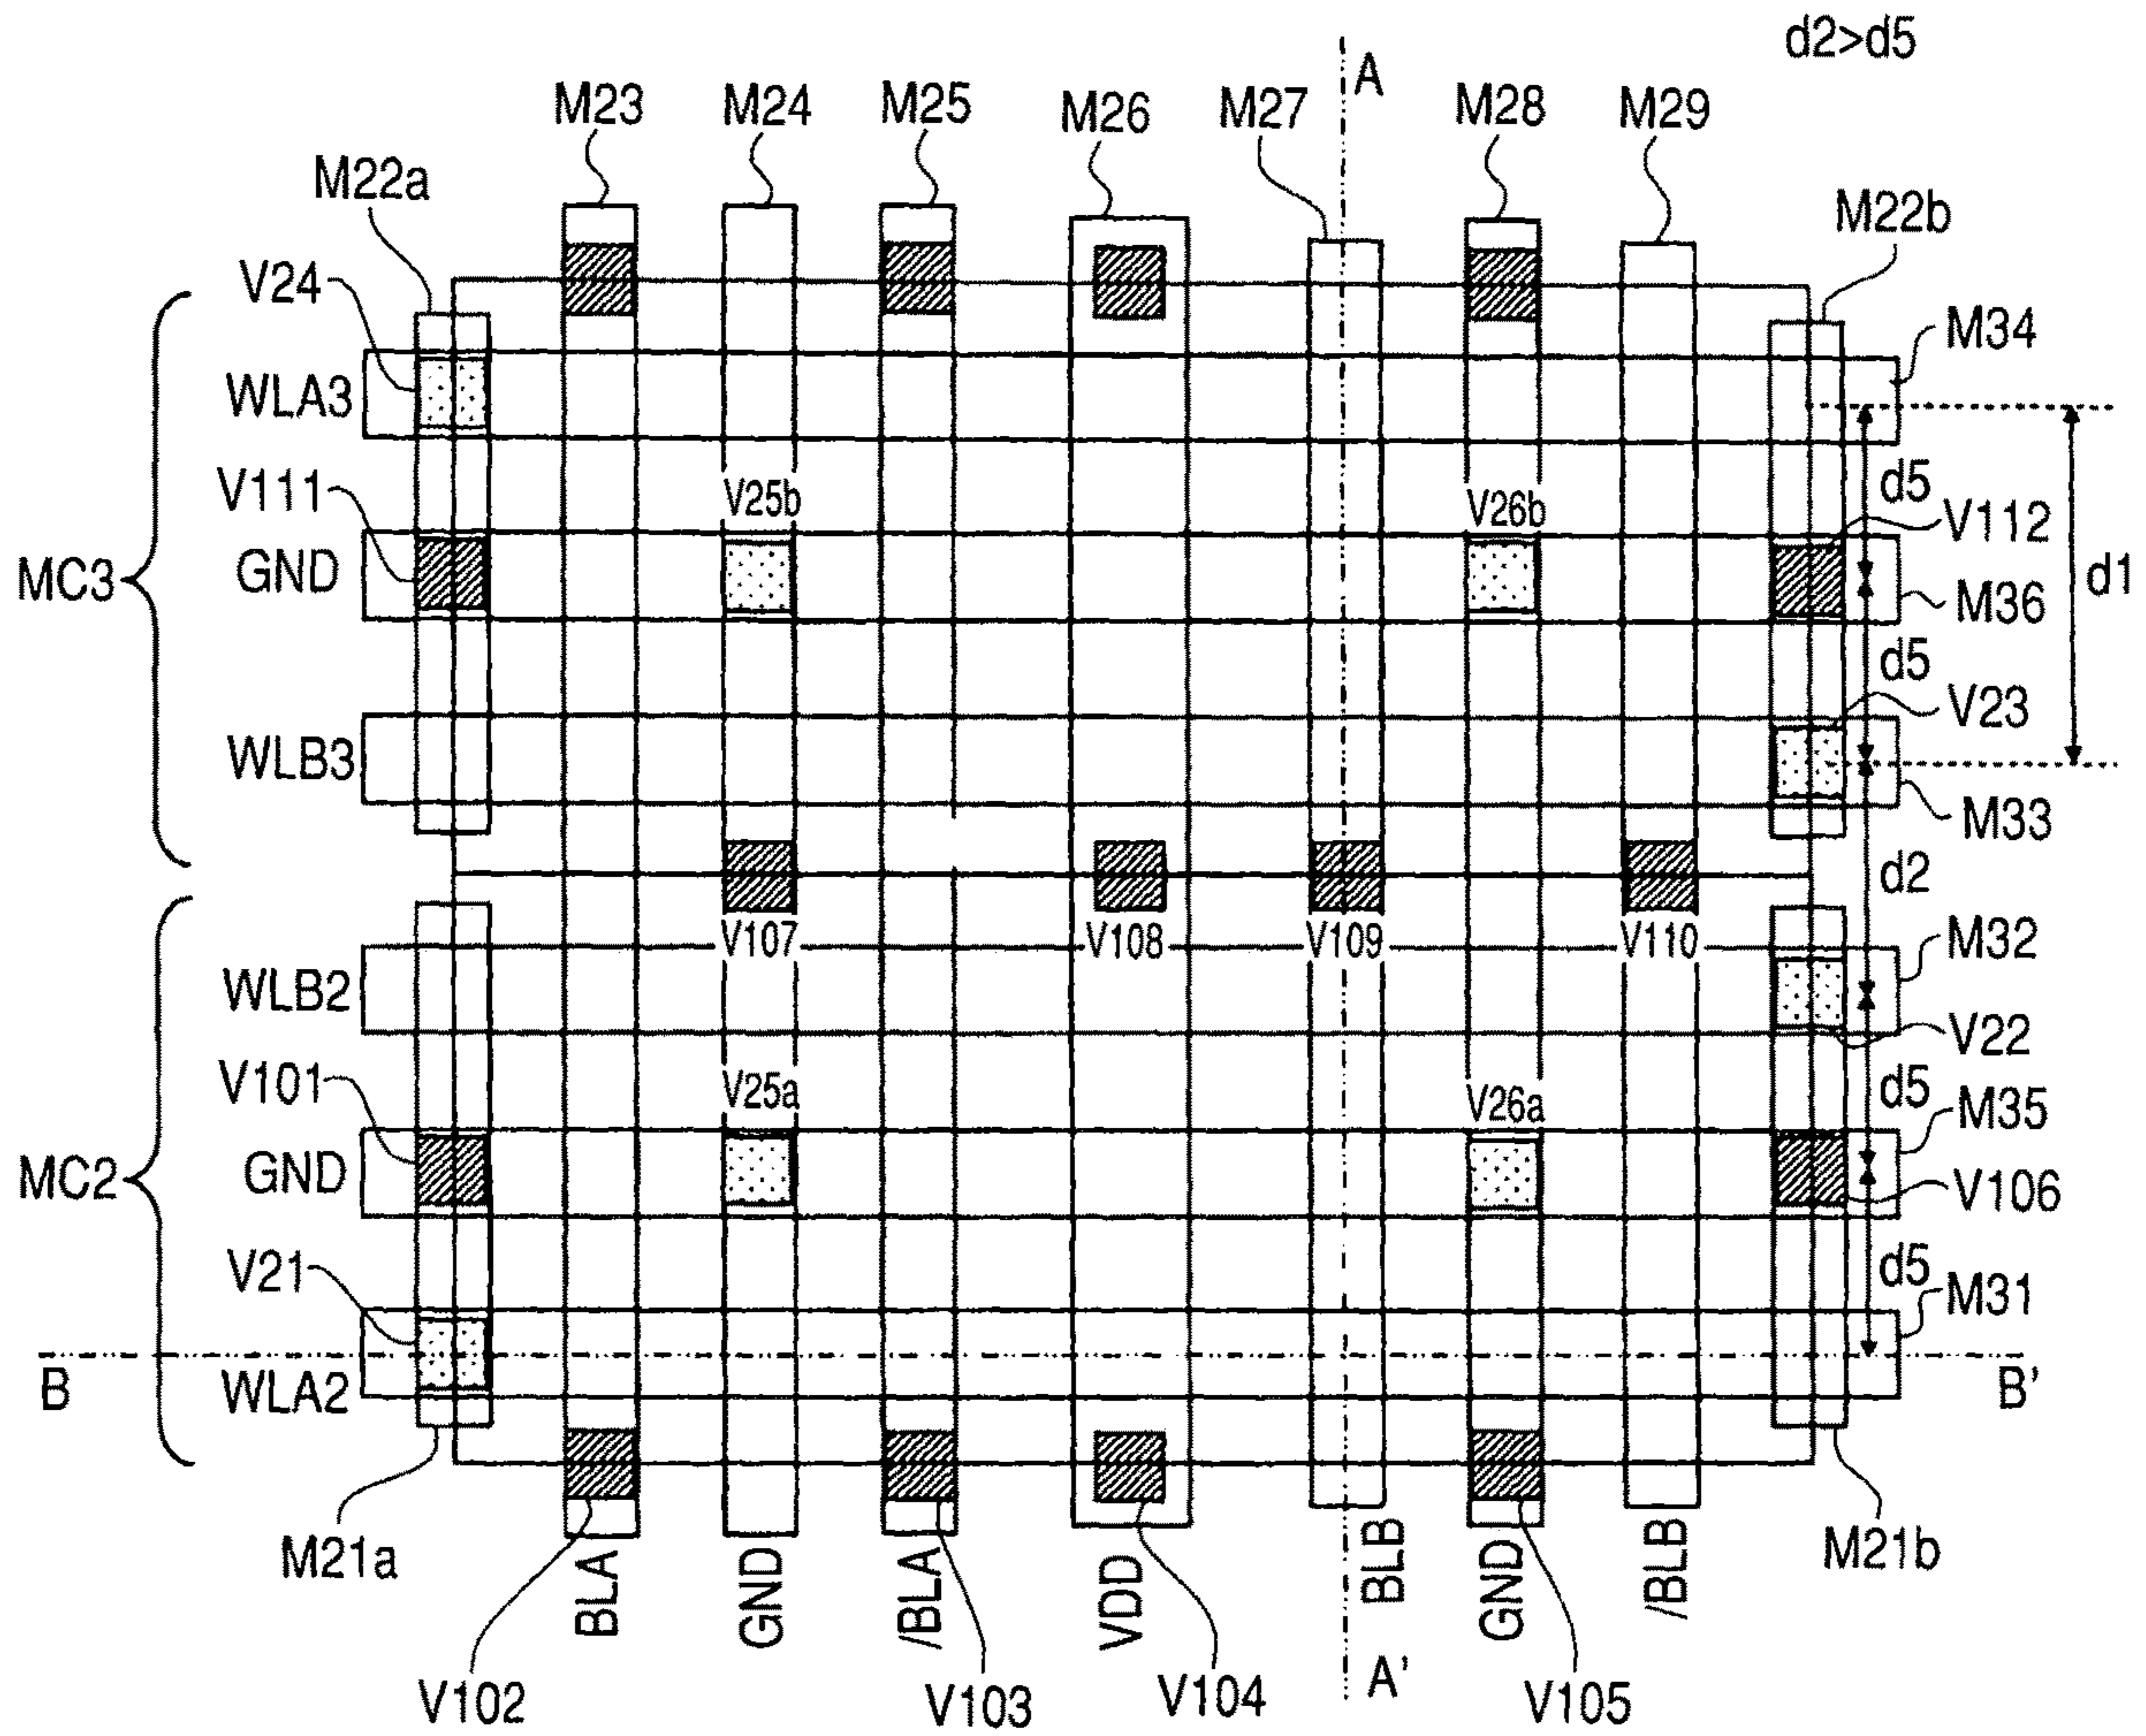 d2>d5
A
M23
M24
M25
M26
M27
M28
M29
M22a
M22b
V24
M34
WLA3
d5
V111
V25b
V26b
V112
MC3
GND
d1
M36
d5
V23
WLB3
M33
d2
V107
V108
V109
V110
M32
WLB2
V22
V101
V25a
V26a
d5
M35
MC2
GND
V106
V21
d5
M31
B
WLA2
B'
M21a
BLA
GND
/BLA
VDD
BLB
GND
/BLB
M21b
V102
V103
V104
A'
V105